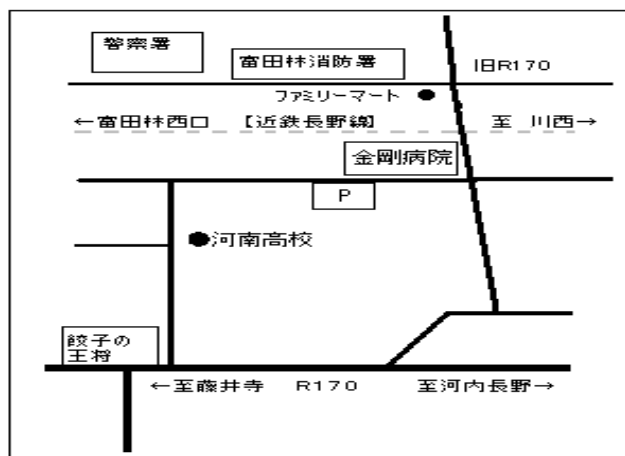 警察署
富田林消防署
旧R170
ファミリーマート
←富田林西口 【近鉄長野線】 至 川西→
金剛病院
P
河南高校
餃子の
王将
←至藤井寺 R170 至河内長野→